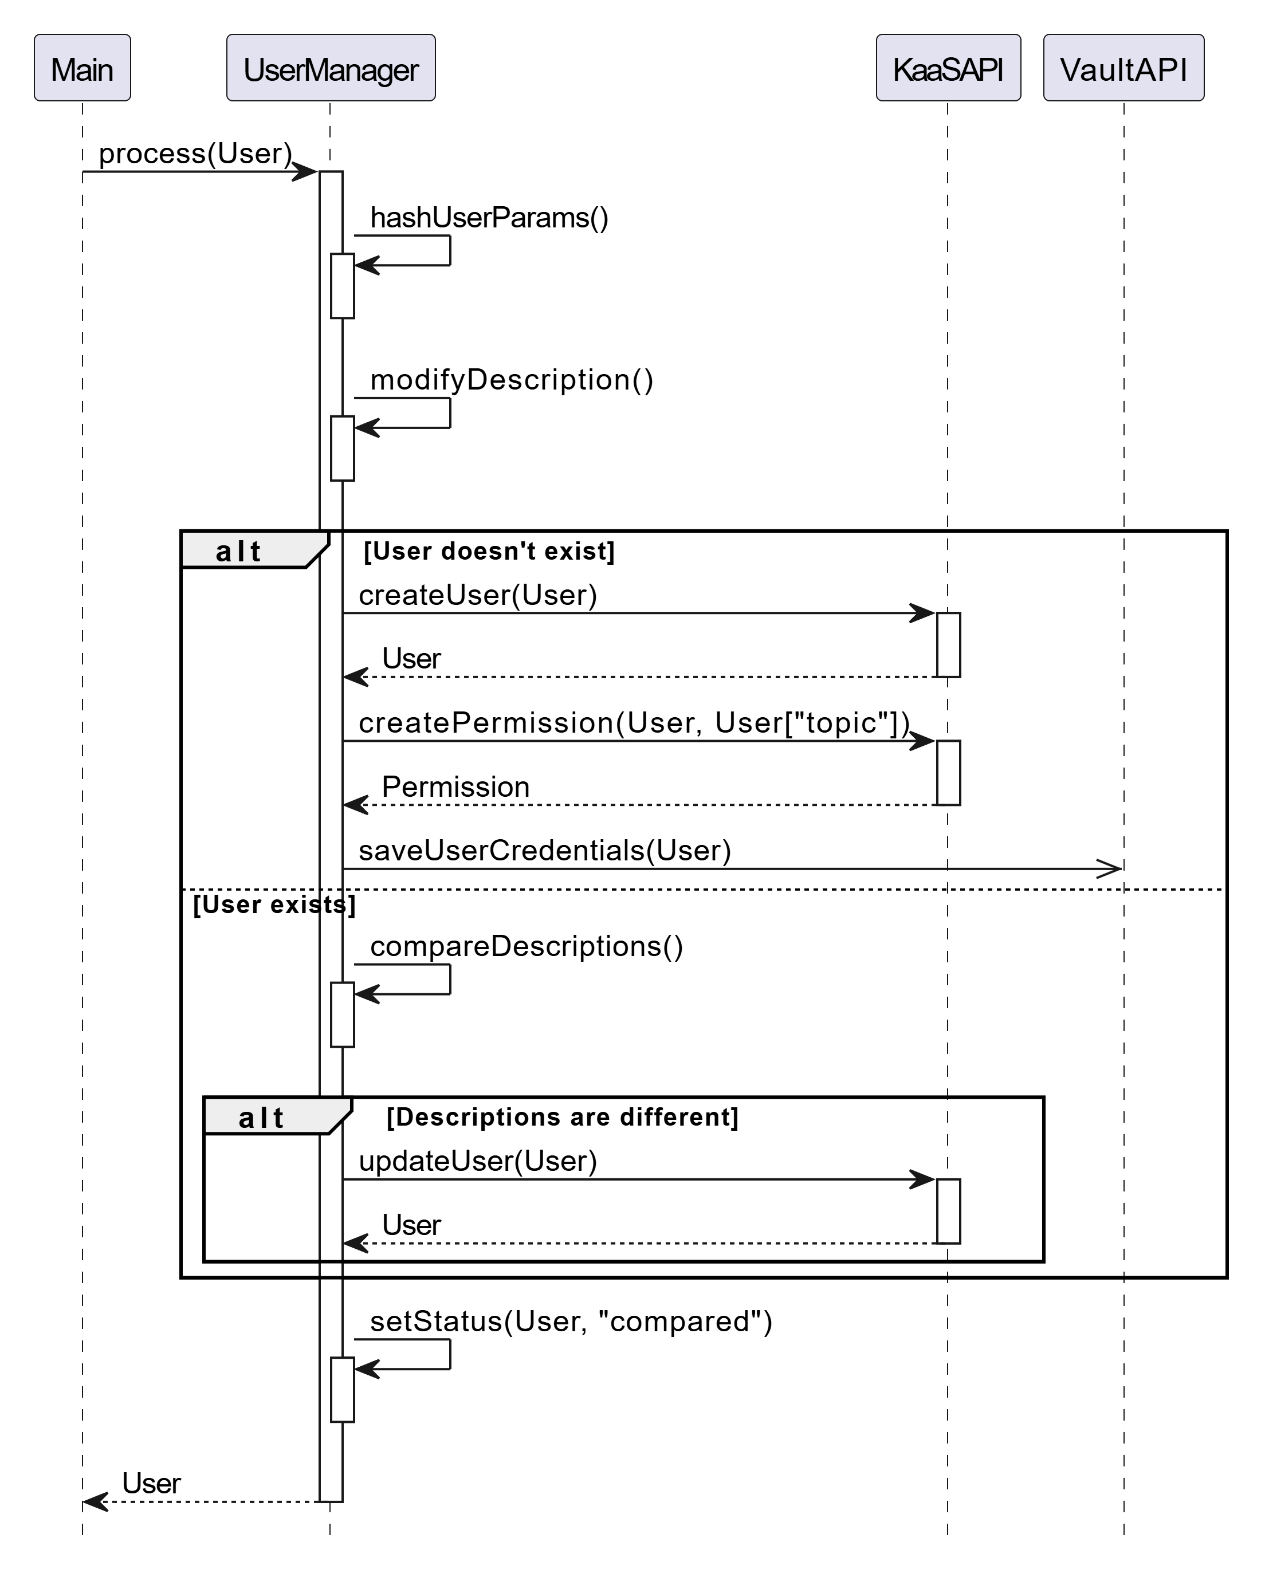 Main
UserManager
KaaSAPI
VaultAPI
process(User)
hashUserParams()
modifyDescription()
alt
[User doesn't exist]
createUser(User)
User
createPermission(User, User["topic"])
Permission
saveUserCredentials(User)
[User exists]
compareDescriptions()
alt
[Descriptions are different]
updateUser(User)
User
setStatus(User, "compared")
User